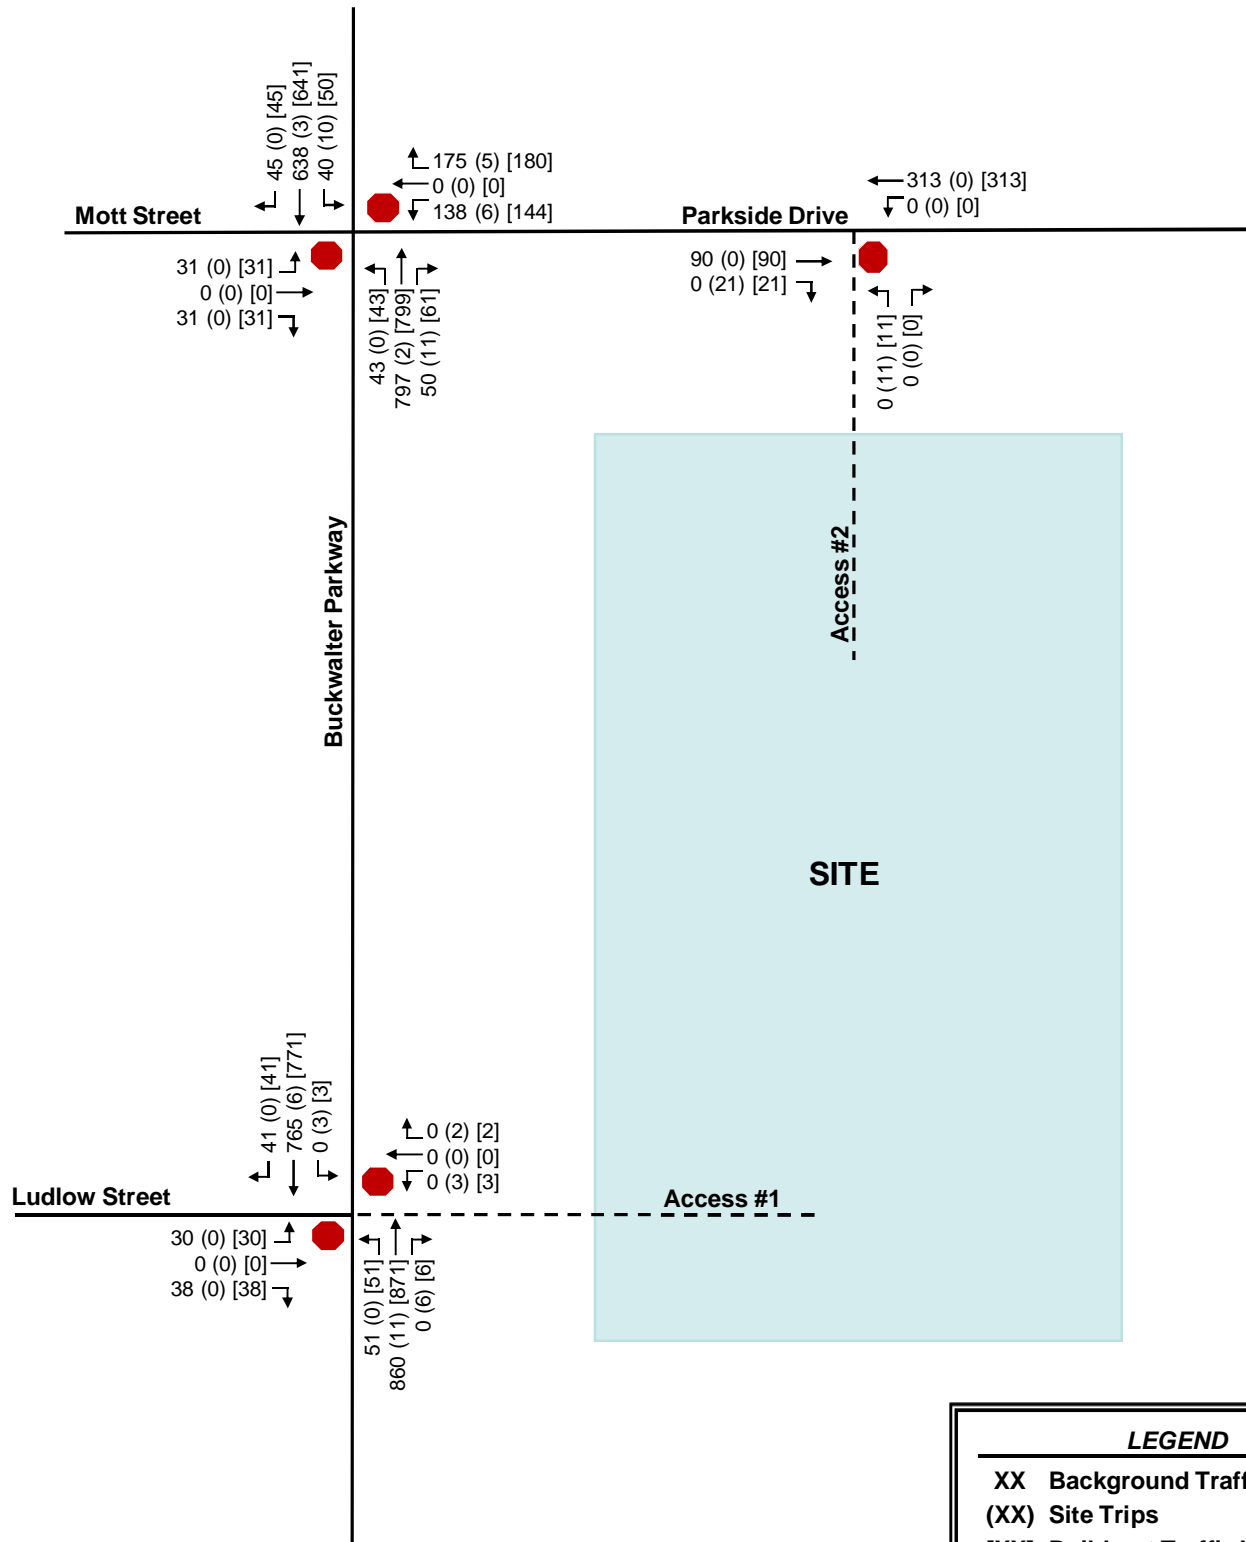 45 (0) [45]
638 (3) [641]
40 (10) [50]
175 (5) [180]
0 (0) [0]
138 (6) [144]
Mott Street
Parkside Drive
313 (0) [313]
0 (0) [0]
31 (0) [31]
0 (0) [0]
31 (0) [31]
43 (0) [43]
797 (2) [799]
50 (11) [61]
90 (0) [90]
0 (21) [21]
0 (11) [11]
0 (0) [0]
Buckwalter Parkway
Access #2
SITE
41 (0) [41]
765 (6) [771]
0 (3) [3]
0 (2) [2]
0 (0) [0]
0 (3) [3]
Ludlow Street
Access #1
30 (0) [30]
0 (0) [0]
38 (0) [38]
51 (0) [51]
860 (11) [871]
0 (6) [6]
LEGEND
XX Background Traff
(XX) Site Trips